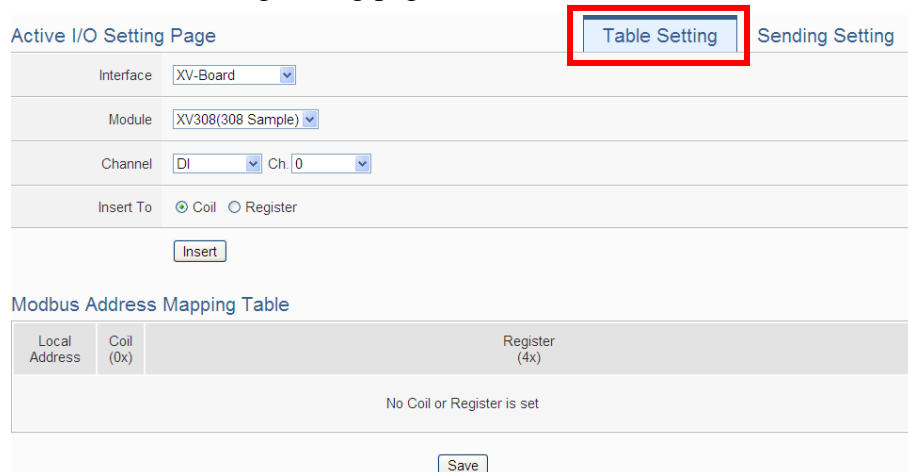 Active I/O Setting Page Table Setting Sending Setting
Interface XV-Board
Module XV308(308 Sample)
Channel DI Ch. 0
Insert To Coil Register
Insert
Modbus Address Mapping Table
Local Address Coil (0x) Register (4x)
No Coil or Register is set
Save